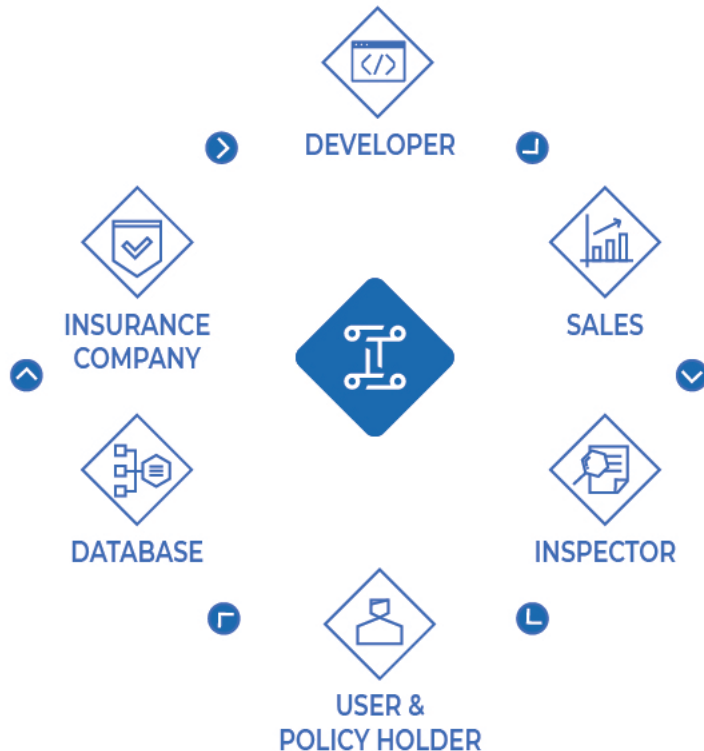 DEVELOPER
INSURANCE
COMPANY
SALES
DATABASE
INSPECTOR
USER &
POLICY HOLDER